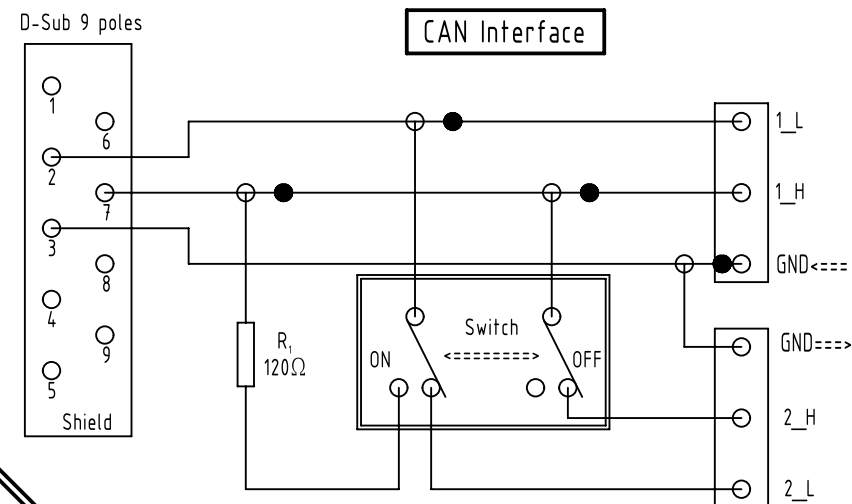 D-Sub 9 poles
CAN Interface
1
6
2
7
3
8
4
9
5
Shield
1_L
1_H
GND<====
GND===>
2_H
2_L
R1
120Ω
Switch
ON
<==========>
OFF